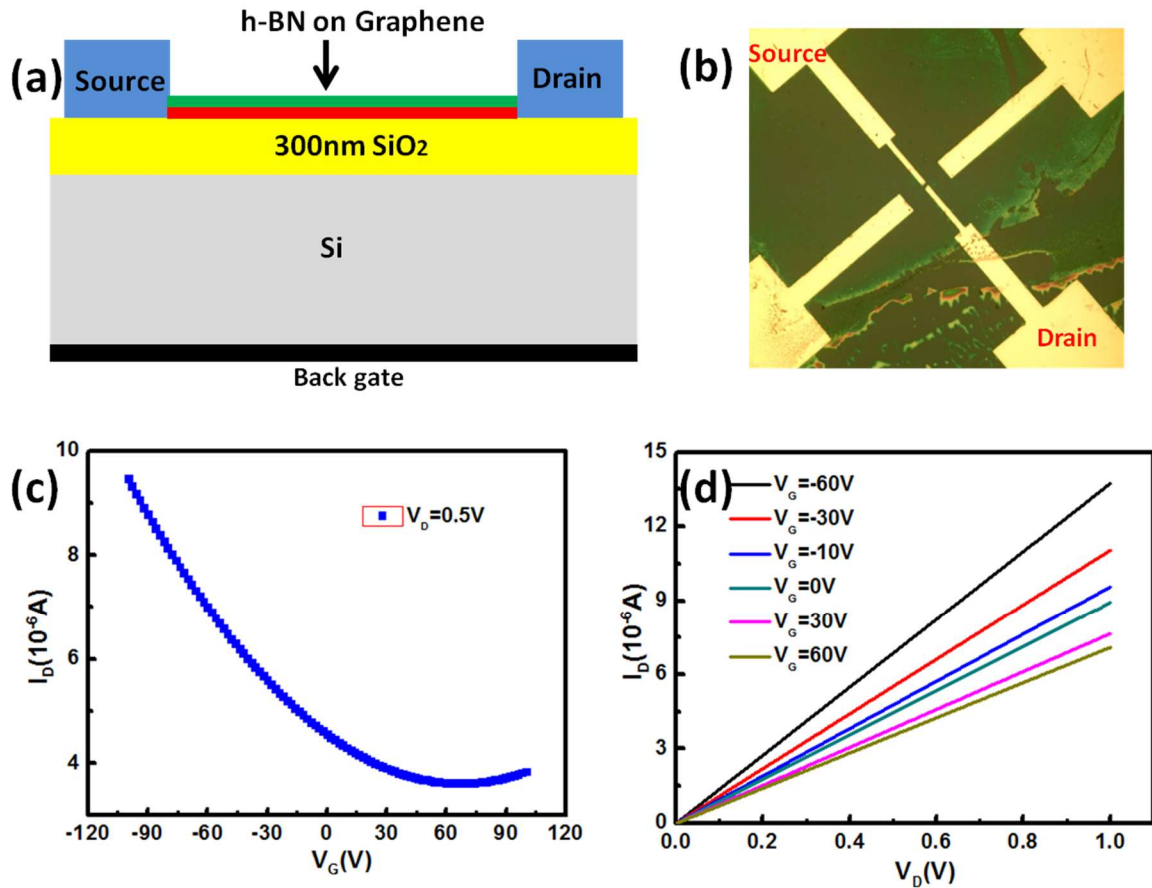 h-BN on Graphene
(a)
Source
Drain
300nm SiO₂
Si
Back gate
(b)
Source
Drain
(c)
10
8
6
4
I_D(10⁻⁶A)
V_D=0.5V
-120 -90 -60 -30 0 30 60 90 120
V_G(V)
(d)
15
12
9
6
3
0
I_D(10⁻⁶A)
V_G=-60V
V_G=-30V
V_G=-10V
V_G=0V
V_G=30V
V_G=60V
0.0 0.2 0.4 0.6 0.8 1.0
V_D(V)